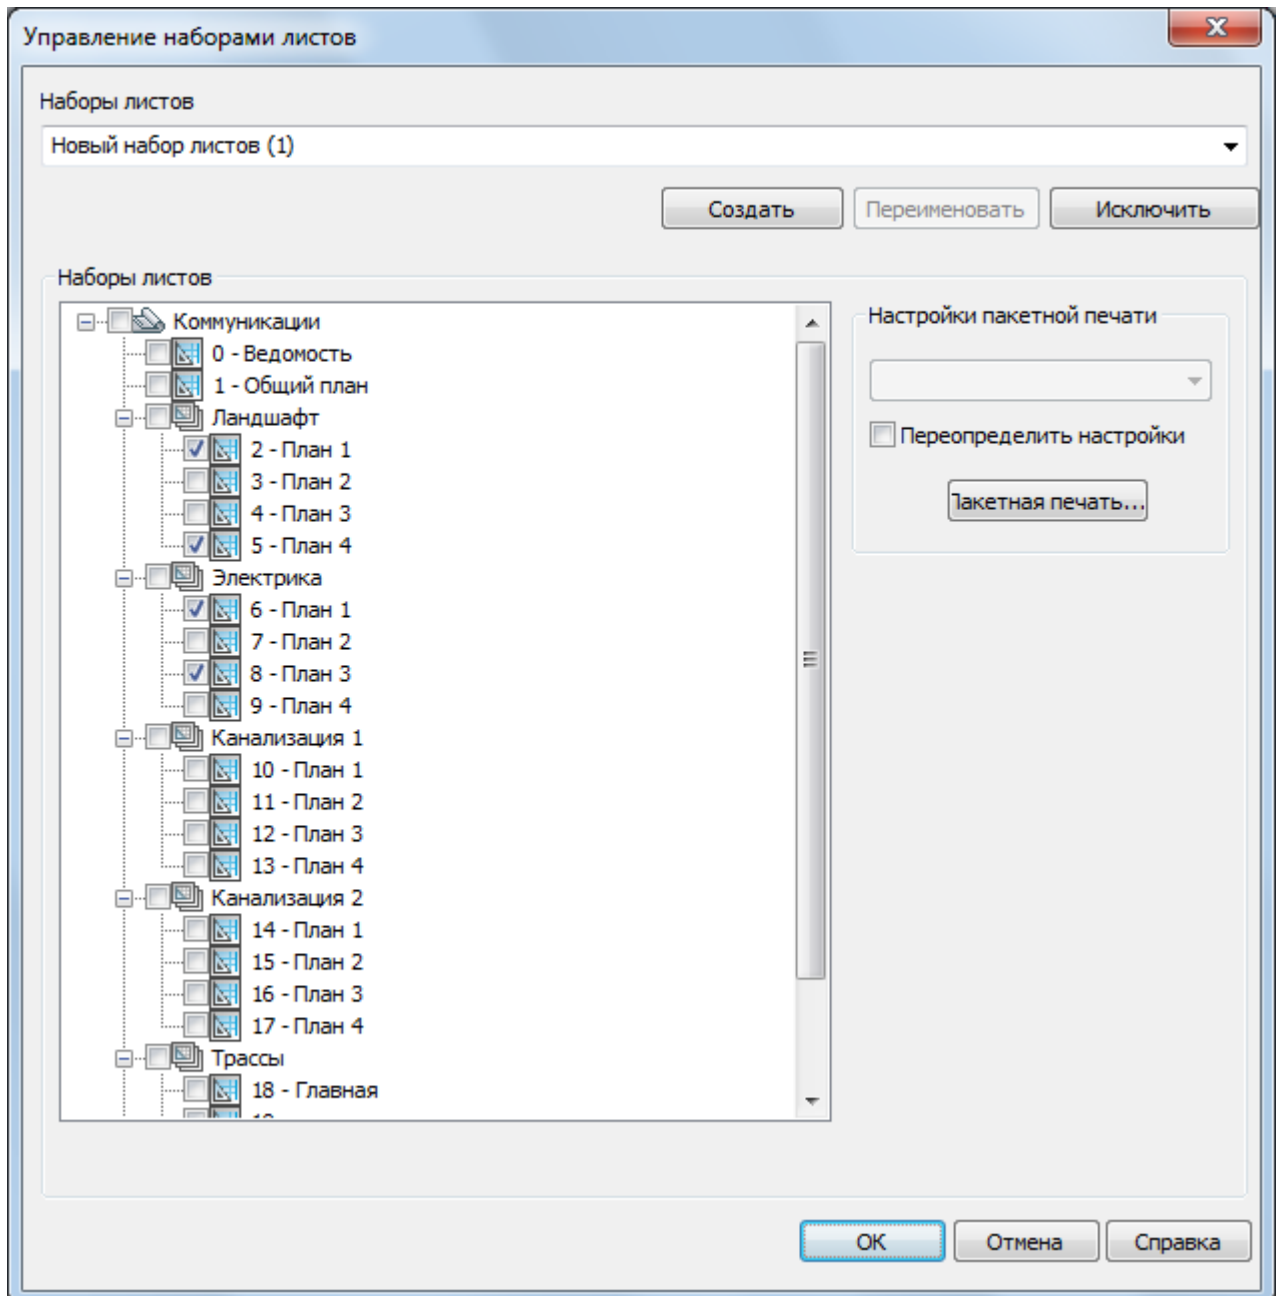 Управление наборами листов
Наборы листов
Новый набор листов (1)
Создать
Переименовать
Исключить
Наборы листов
Коммуникации
0 - Ведомость
1 - Общий план
Ландшафт
2 - План 1
3 - План 2
4 - План 3
5 - План 4
Электрика
6 - План 1
7 - План 2
8 - План 3
9 - План 4
Канализация 1
10 - План 1
11 - План 2
12 - План 3
13 - План 4
Канализация 2
14 - План 1
15 - План 2
16 - План 3
17 - План 4
Трассы
18 - Главная
Настройки пакетной печати
Переопределить настройки
Пакетная печать...
ОК
Отмена
Справка